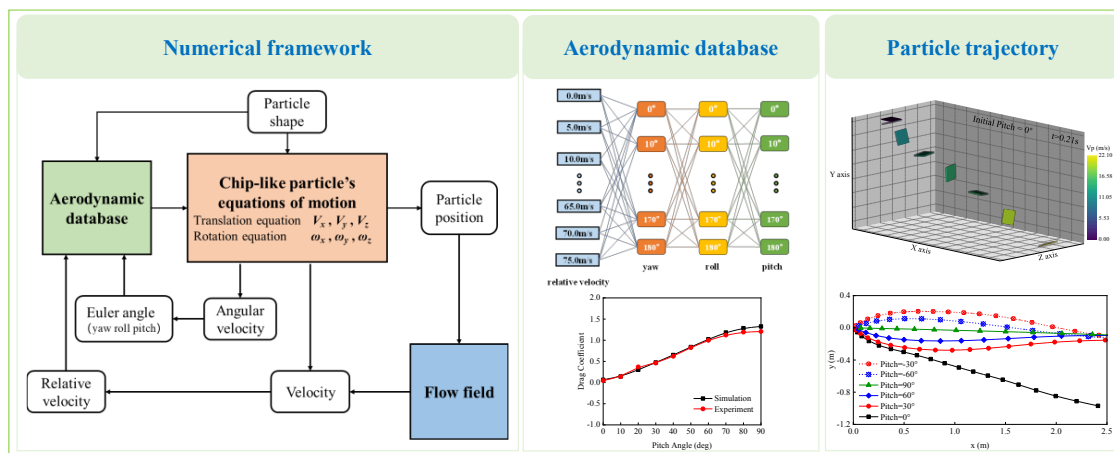 Numerical framework
Particle
shape
Aerodynamic
database
Chip-like particle's
equations of motion
Translation equation Vx , Vy , Vz
Rotation equation ωx , ωy , ωz
Particle
position
Euler angle
(yaw roll pitch)
Angular
velocity
Relative
velocity
Velocity
Flow field
Aerodynamic database
0.0m/s
5.0m/s
10.0m/s
65.0m/s
70.0m/s
75.0m/s
relative velocity
0°
10°
170°
180°
yaw
0°
10°
170°
180°
roll
0°
10°
170°
180°
pitch
Drag Coefficient
2.0
1.5
1.0
0.5
0.0
Simulation
Experiment
0 10 20 30 40 50 60 70 80 90
Pitch Angle (deg)
Particle trajectory
Initial Pitch = 0°
t=0.21s
Vp (m/s)
22.10
16.58
11.05
5.53
0.00
Y axis
X axis
Z axis
y (m)
0.4
0.0
-0.4
-0.8
-1.2
Pitch=-30°
Pitch=-60°
Pitch=90°
Pitch=60°
Pitch=30°
Pitch=0°
0.0 0.5 1.0 1.5 2.0 2.5
x (m)